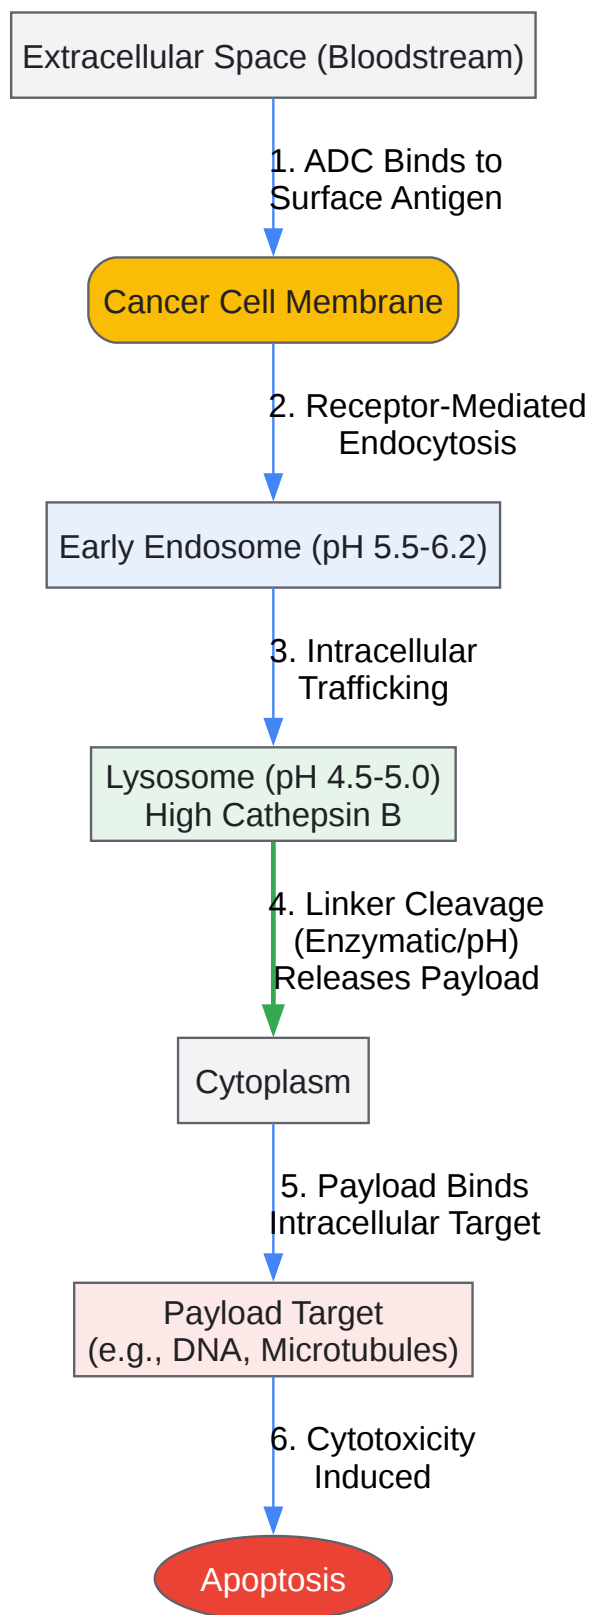 Extracellular Space (Bloodstream)
1. ADC Binds to
Surface Antigen
Cancer Cell Membrane
2. Receptor-Mediated
Endocytosis
Early Endosome (pH 5.5-6.2)
3. Intracellular
Trafficking
Lysosome (pH 4.5-5.0)
High Cathepsin B
4. Linker Cleavage
(Enzymatic/pH)
Releases Payload
Cytoplasm
5. Payload Binds
Intracellular Target
Payload Target
(e.g., DNA, Microtubules)
6. Cytotoxicity
Induced
Apoptosis